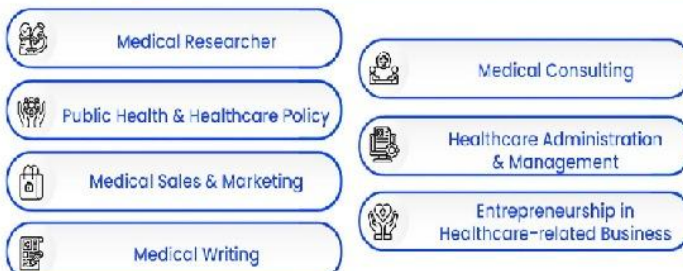 Medical Researcher
Public Health & Healthcare Policy
Medical Sales & Marketing
Medical Writing
Medical Consulting
Healthcare Administration
& Management
Entrepreneurship in
Healthcare-related Business